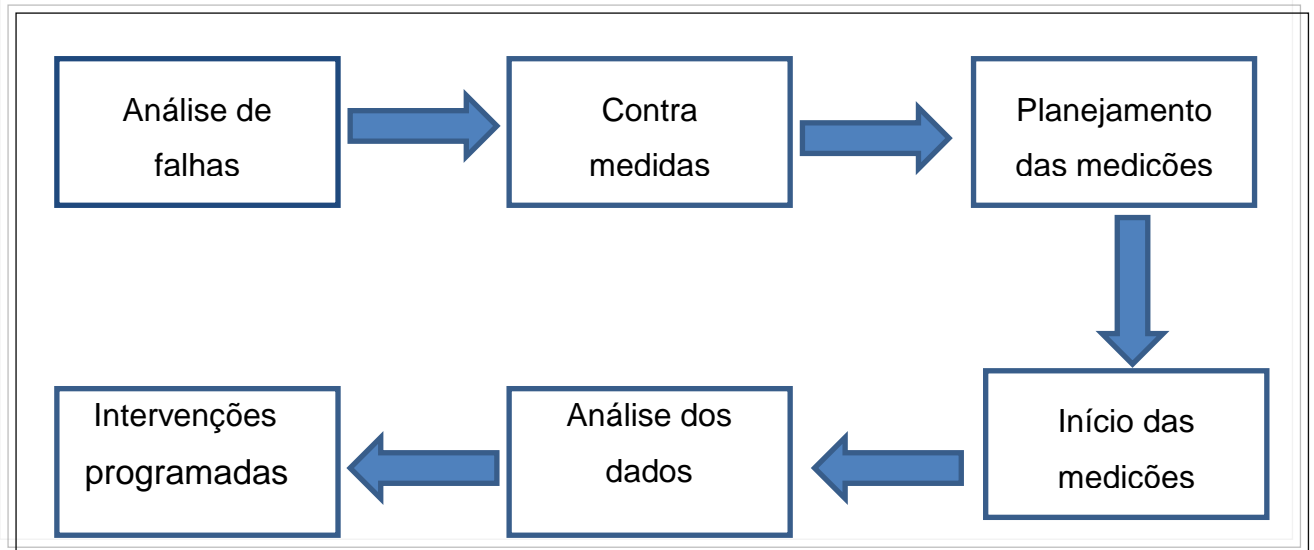 Análise de
falhas
Contra
medidas
Planejamento
das medicões
Início das
medicões
Análise dos
dados
Intervenções
programadas